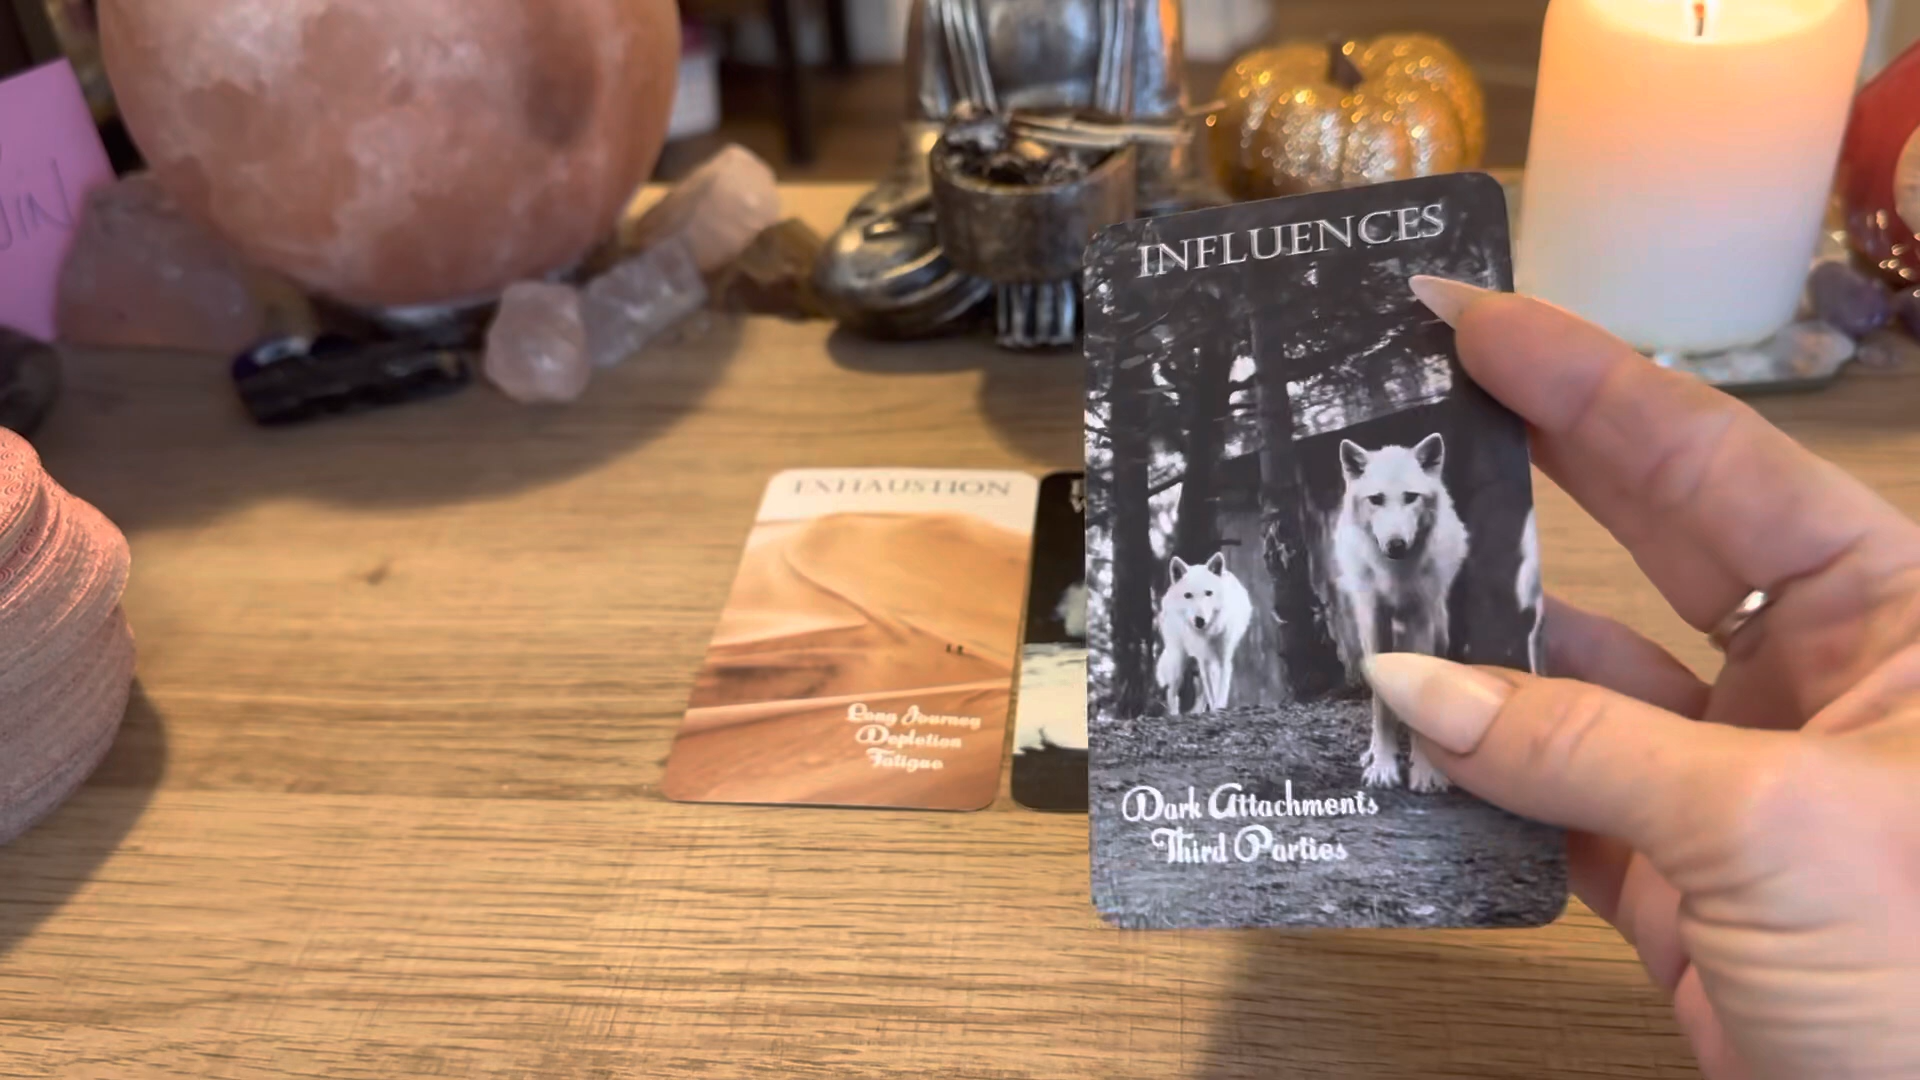 INFLUENCES
Dark Attachments
Third Parties
EXHAUSTION
Long Journey
Depletion
Fatigue